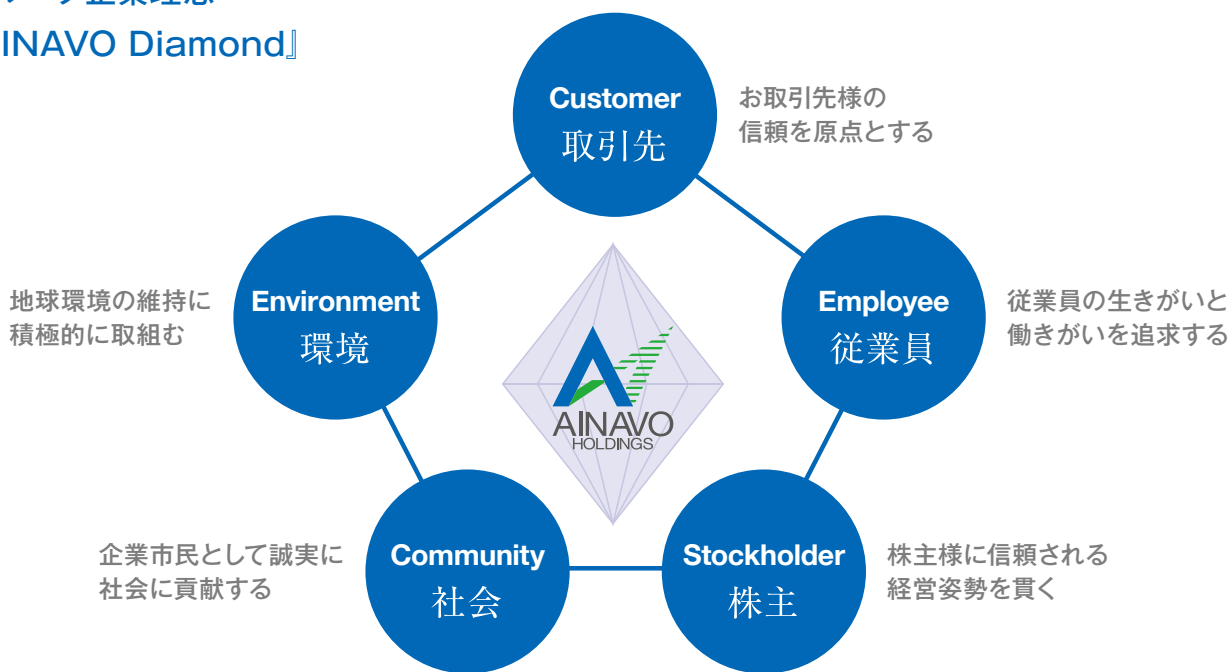 企業理念
INAVO Diamond』
Customer
取引先
お取引先様の
信頼を原点とする
Environment
環境
地球環境の維持に
積極的に取組む
Employee
従業員
従業員の生きがいと
働きがいを追求する
AINAVO
HOLDINGS
Community
社会
企業市民として誠実に
社会に貢献する
Stockholder
株主
株主様に信頼される
経営姿勢を貫く